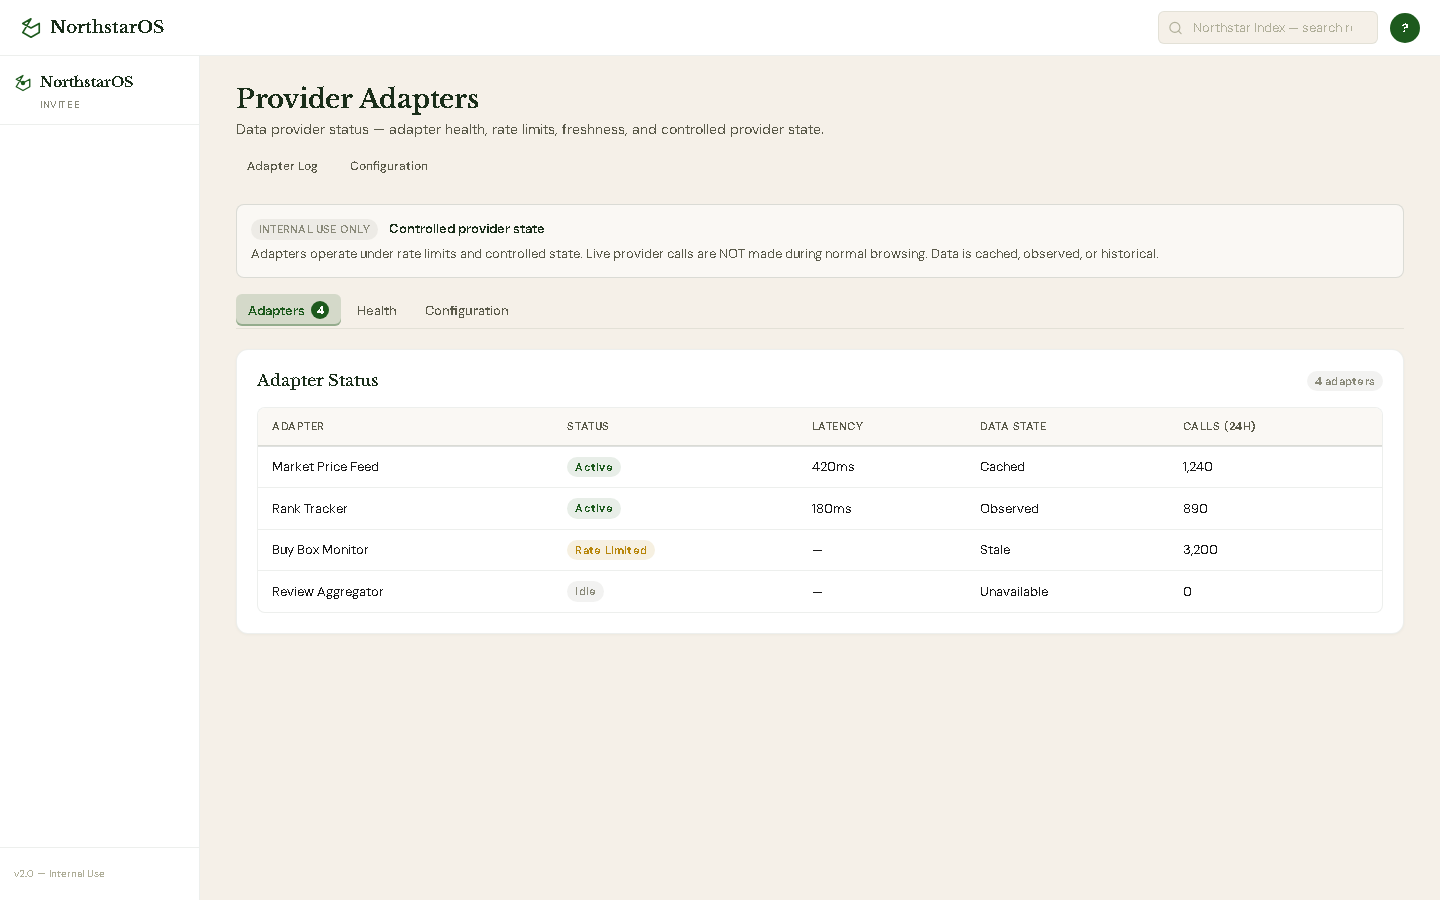 NorthstarOS
Northstar Index — search r
?
NorthstarOS
INVITEE
Provider Adapters
Data provider status — adapter health, rate limits, freshness, and controlled provider state.
Adapter Log Configuration
INTERNAL USE ONLY Controlled provider state
Adapters operate under rate limits and controlled state. Live provider calls are NOT made during normal browsing. Data is cached, observed, or historical.
Adapters 4 Health Configuration
Adapter Status 4 adapters
ADAPTER STATUS LATENCY DATA STATE CALLS (24H)
Market Price Feed Active 420ms Cached 1,240
Rank Tracker Active 180ms Observed 890
Buy Box Monitor Rate Limited — Stale 3,200
Review Aggregator Idle — Unavailable 0
v2.0 — Internal Use